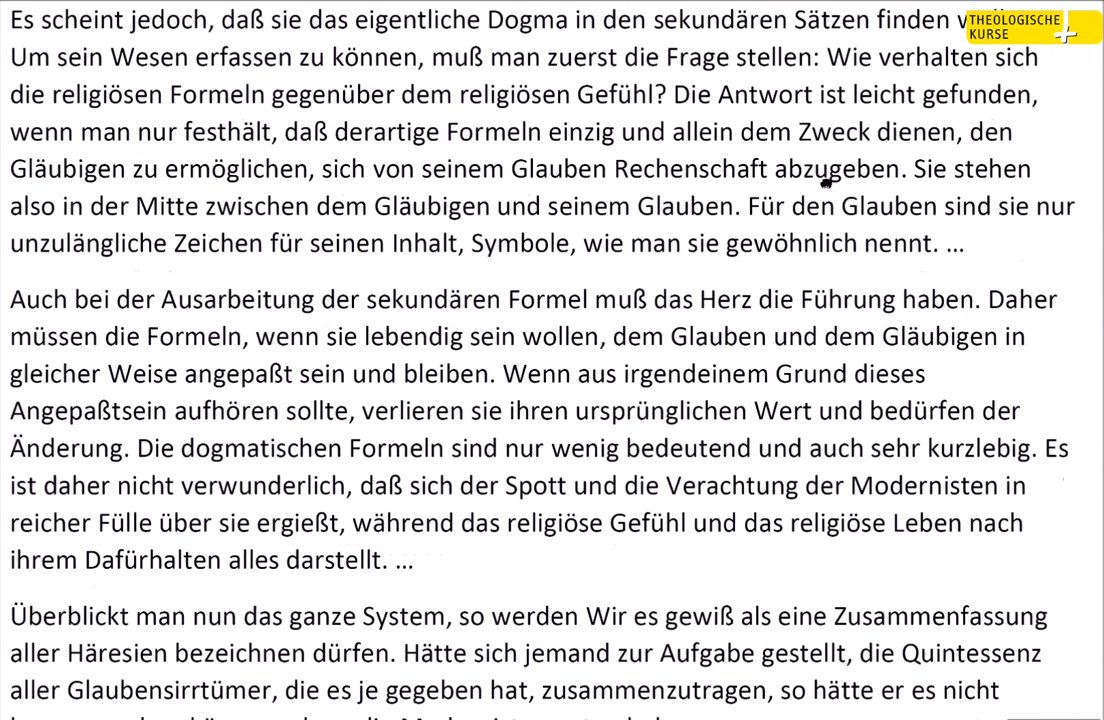 Es scheint jedoch, daß sie das eigentliche Dogma in den sekundären Sätzen finden
THEOLOGISCHE
KURSE
Um sein Wesen erfassen zu können, muß man zuerst die Frage stellen: Wie verhalten sich
die religiösen Formeln gegenüber dem religiösen Gefühl? Die Antwort ist leicht gefunden,
wenn man nur festhält, daß derartige Formeln einzig und allein dem Zweck dienen, den
Gläubigen zu ermöglichen, sich von seinem Glauben Rechenschaft abzugeben. Sie stehen
also in der Mitte zwischen dem Gläubigen und seinem Glauben. Für den Glauben sind sie nur
unzulängliche Zeichen für seinen Inhalt, Symbole, wie man sie gewöhnlich nennt. ...
Auch bei der Ausarbeitung der sekundären Formel muß das Herz die Führung haben. Daher
müssen die Formeln, wenn sie lebendig sein wollen, dem Glauben und dem Gläubigen in
gleicher Weise angepaßt sein und bleiben. Wenn aus irgendeinem Grund dieses
Angepaßtsein aufhören sollte, verlieren sie ihren ursprünglichen Wert und bedürfen der
Änderung. Die dogmatischen Formeln sind nur wenig bedeutend und auch sehr kurzlebig. Es
ist daher nicht verwunderlich, daß sich der Spott und die Verachtung der Modernisten in
reicher Fülle über sie ergießt, während das religiöse Gefühl und das religiöse Leben nach
ihrem Dafürhalten alles darstellt. ...
Überblickt man nun das ganze System, so werden Wir es gewiß als eine Zusammenfassung
aller Häresien bezeichnen dürfen. Hätte sich jemand zur Aufgabe gestellt, die Quintessenz
aller Glaubensirrtümer, die es je gegeben hat, zusammenzutragen, so hätte er es nicht